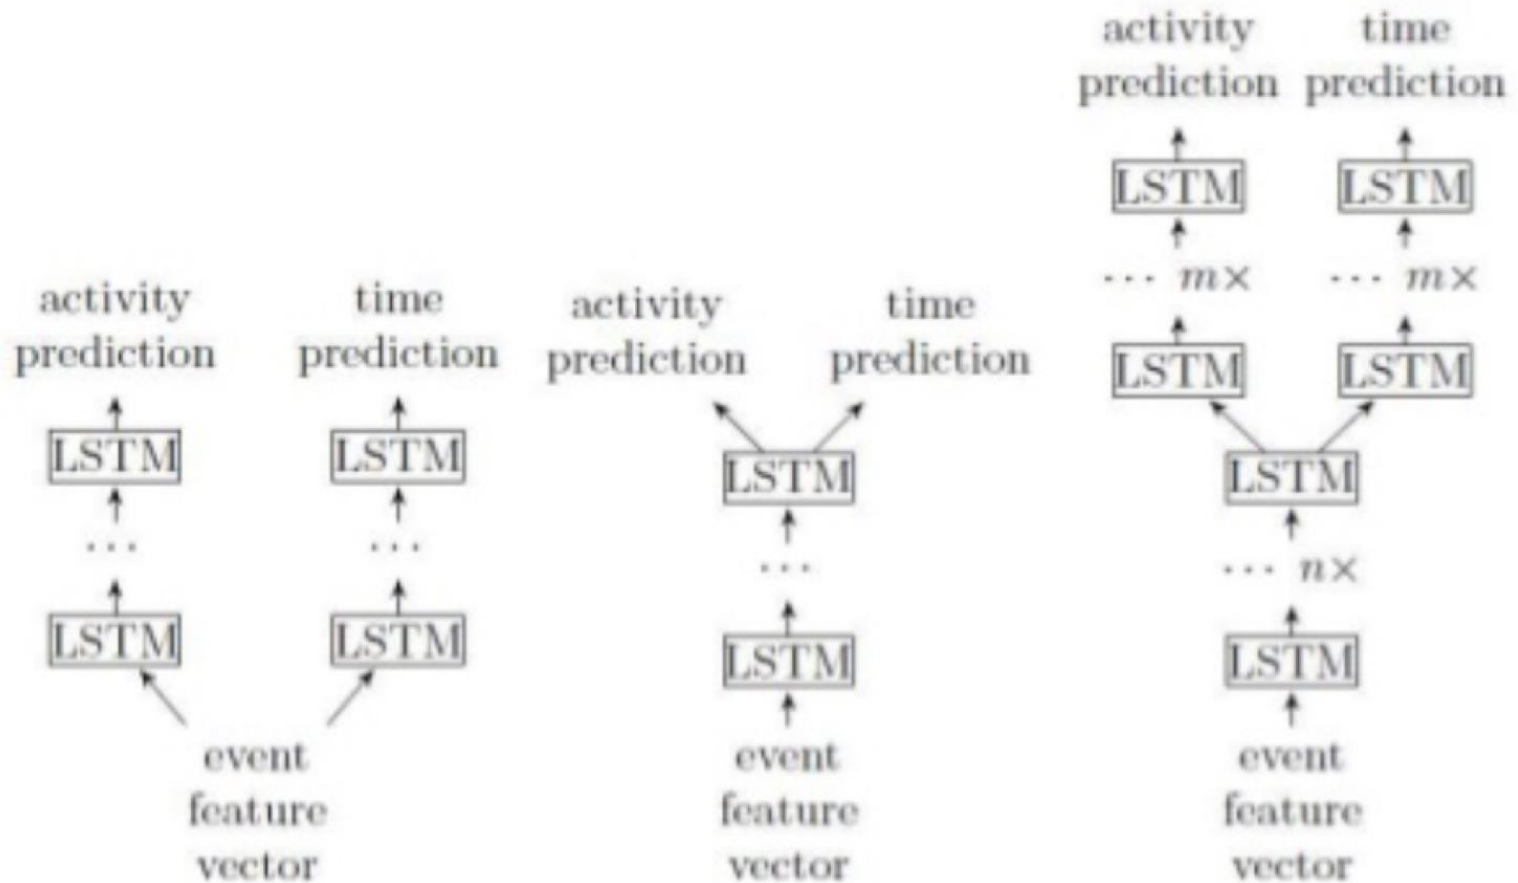 activity
prediction
time
prediction
LSTM
LSTM
...
...
LSTM
LSTM
event
feature
vector
activity
prediction
time
prediction
LSTM
...
LSTM
event
feature
vector
activity
prediction
time
prediction
LSTM
LSTM
... m×
... m×
LSTM
LSTM
LSTM
... n×
LSTM
event
feature
vector